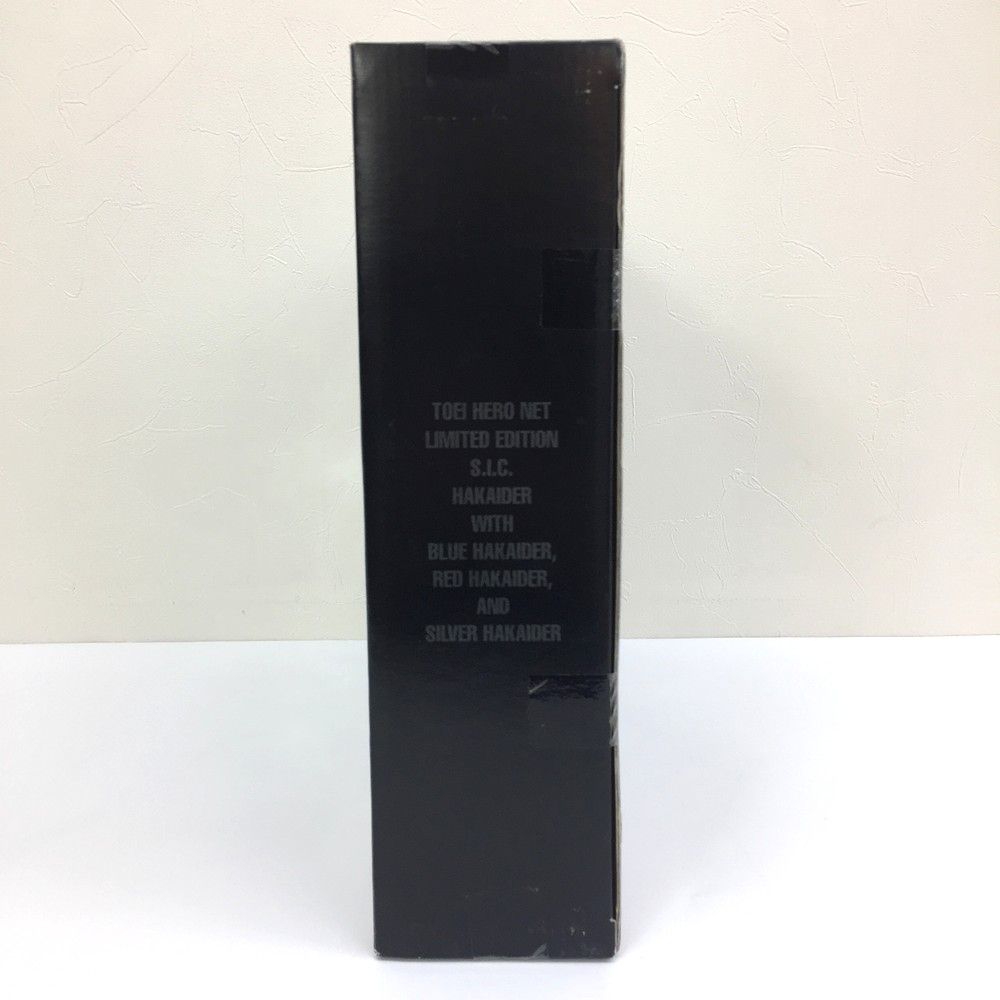 TOEI HERO NET
LIMITED EDITION
S.I.C.
HAKAIDER
WITH
BLUE HAKAIDER,
RED HAKAIDER,
AND
SILVER HAKAIDER